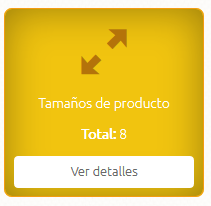 Tamaños de producto
Total: 8
Ver detalles